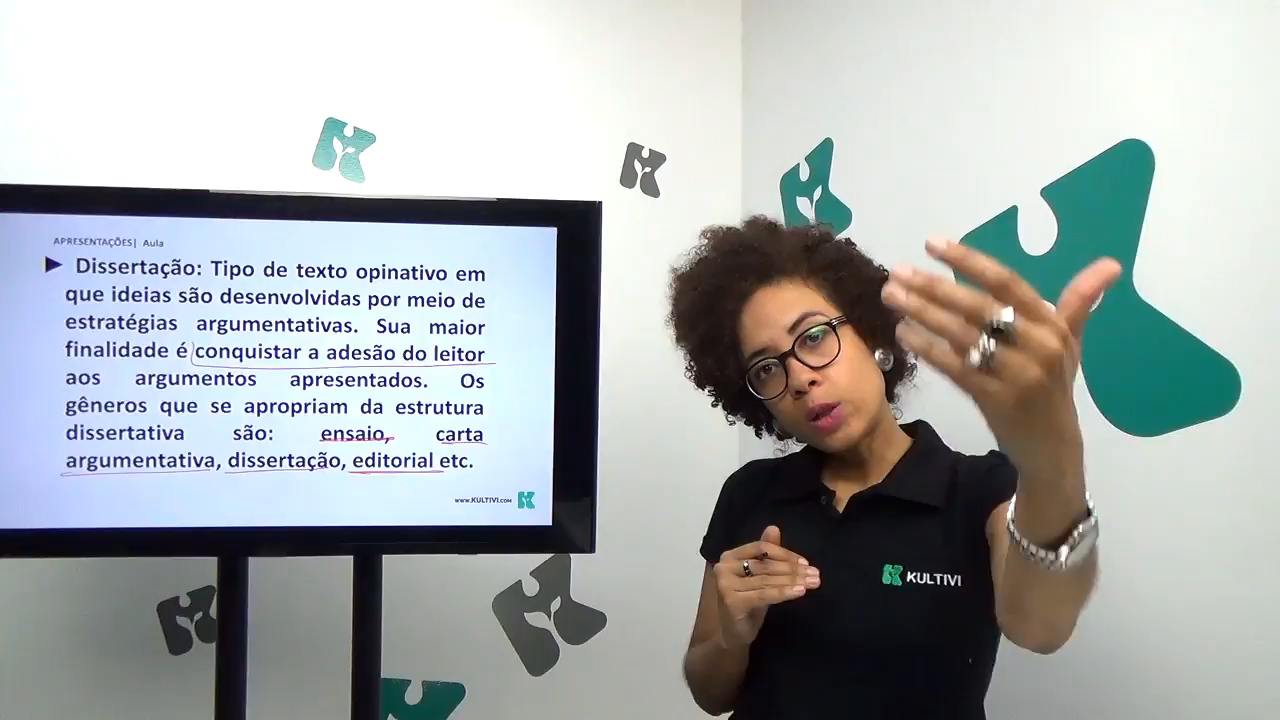 APRESENTAÇÕES| Aula
► Dissertação: Tipo de texto opinativo em
que ideias são desenvolvidas por meio de
estratégias argumentativas. Sua maior
finalidade é conquistar a adesão do leitor
aos argumentos apresentados. Os
gêneros que se apropriam da estrutura
dissertativa são: ensaio, carta
argumentativa, dissertação, editorial etc.
www.KULTIVI.com
KULTIVI